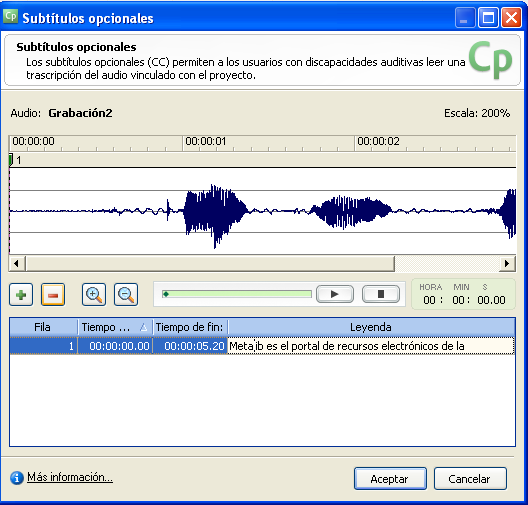 Cp Subtítulos opcionales
Subtítulos opcionales
Los subtítulos opcionales (CC) permiten a los usuarios con discapacidades auditivas leer una
trascripción del audio vinculado con el proyecto.
Cp
Audio: Grabación2 Escala: 200%
00:00:00 00:00:01 00:00:02
1
HORA MIN S
00 : 00 : 00.00
Fila Tiempo ... Tiempo de fin: Leyenda
1 00:00:00.00 00:00:05.20 Metalib es el portal de recursos electrónicos de la
Más información...
Aceptar Cancelar